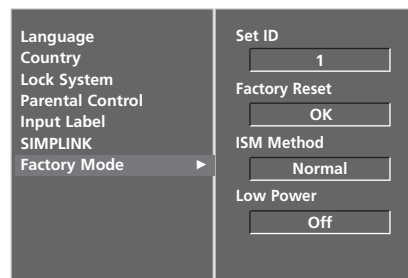 Language
Country
Lock System
Parental Control
Input Label
SIMPLINK
Factory Mode ►
Set ID
1
Factory Reset
OK
ISM Method
Normal
Low Power
Off